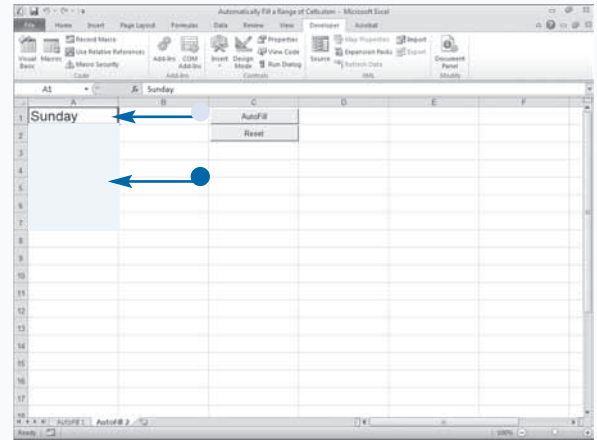 Automatically Fill a Range of Cells.xlsm - Microsoft Excel
File Home Insert Page Layout Formulas Data Review View Developer Acrobat
Visual Basic
Macros
Record Macro
Use Relative References
Macro Security
Code
Add-Ins
COM Add-Ins
Add-Ins
Insert
Design Mode
Properties
View Code
Run Dialog
Controls
Source
Map Properties
Expansion Packs
Refresh Data
Import
Export
XML
Document Panel
Modify
A1 fx Sunday
A B C D E F
1 Sunday AutoFill
2 Reset
3
4
5
6
7
8
9
10
11
12
13
14
15
16
17
18
AutoFill 1 AutoFill 2
Ready 100%